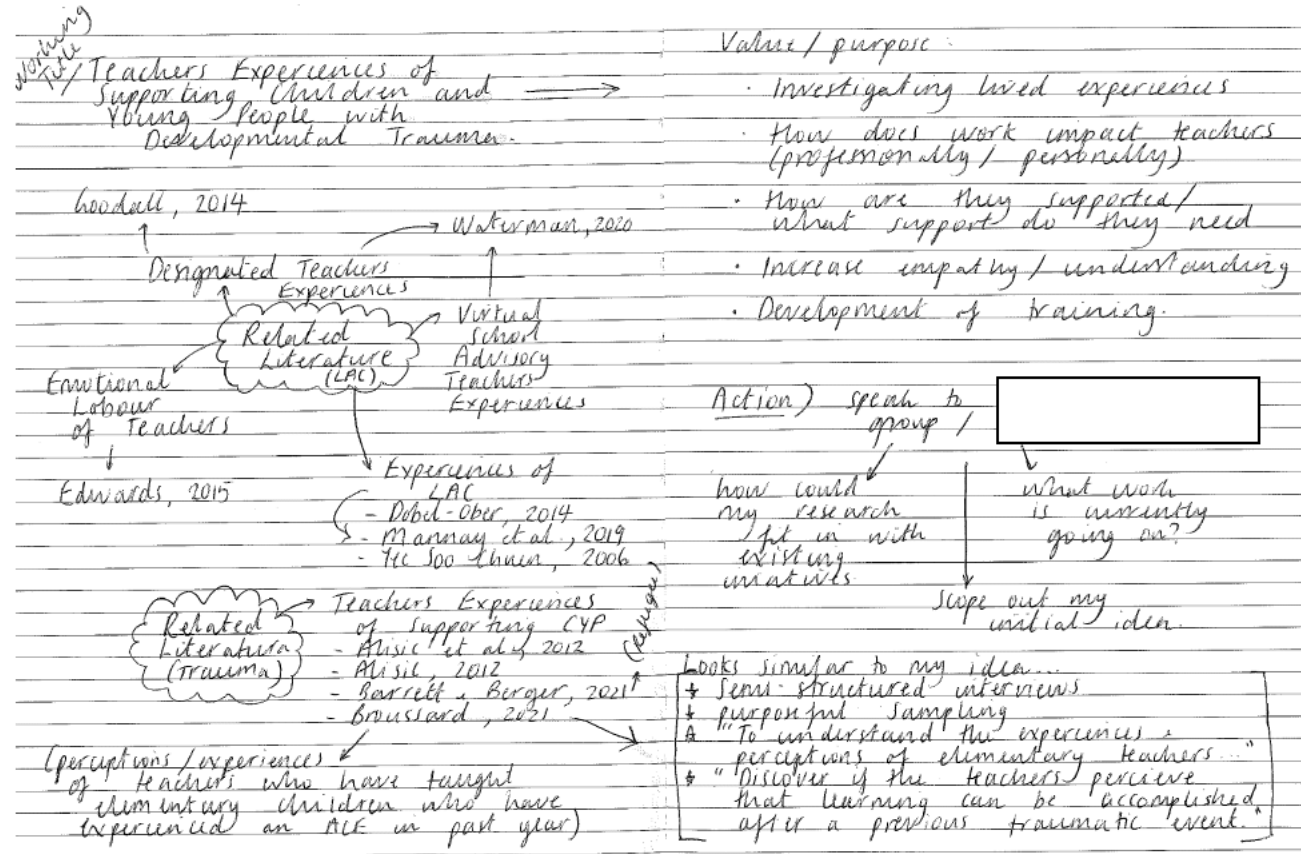 Working
Title
/ Teachers Experiences of
Supporting Children and
Young People with
Developmental Trauma.
Goodall, 2014
Waterman, 2020
Designated Teachers
Experiences
Related
Literature
(LAC)
Virtual
School
Advisory
Teachers
Experiences
Emotional
Labour
of Teachers
Edwards, 2015
Experiences of
LAC
- Dobel-Ober, 2014
- Mannay et al., 2019
- Soo 2006
Related
Literature
(Trauma)
Teachers Experiences
of supporting CYP
- Alisic et al., 2012
- Alisic, 2012
- Barrett & Berger, 2021
(refugee)
- Broussard, 2021
(perceptions/experiences
of teachers who have taught
elementary children who have
experienced an ACE in past year)
Value / purpose :
· Investigating lived experiences
· How does work impact teachers
(professionally / personally)
· How are they supported/
what support do they need
· Increase empathy / understanding
· Development of training.
Action) speak to
group /
how could
my research
fit in with
existing
iniatives
what work
is currently
going on?
Scope out my
initial idea.
Looks similar to my idea...
* Semi-structured interviews
* purposeful sampling
* "To understand the experiences &
perceptions of elementary teachers..."
* "Discover if the teachers percieve
that learning can be accomplished
after a previous traumatic event."